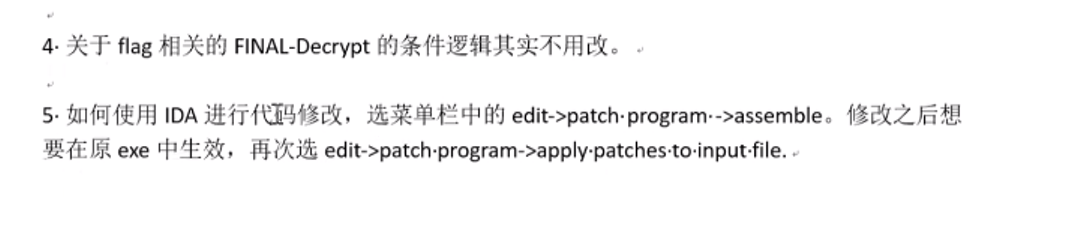 4· 关于 flag 相关的 FINAL-Decrypt 的条件逻辑其实不用改。
5· 如何使用 IDA 进行代码修改，选菜单栏中的 edit->patch·program·->assemble。修改之后想
要在原 exe 中生效，再次选 edit->patch·program->apply·patches·to·input·file.